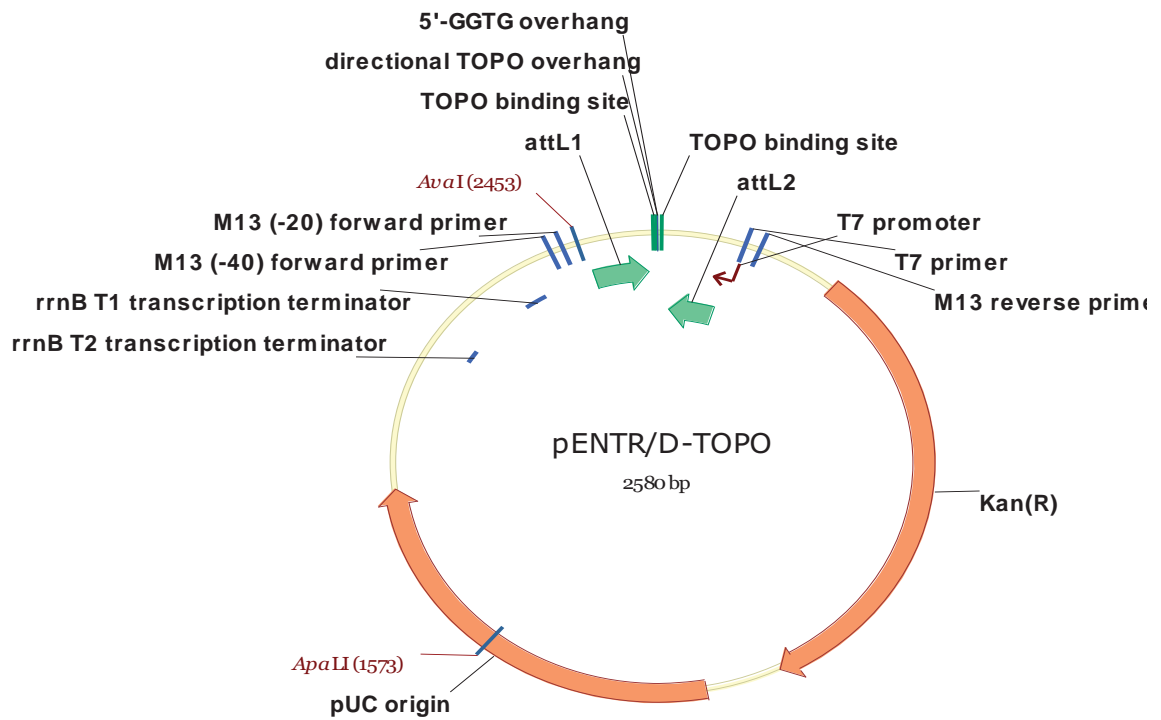 5'-GGTG overhang
directional TOPO overhang
TOPO binding site
attL1
TOPO binding site
AvaI (2453)
attL2
M13 (-20) forward primer
T7 promoter
M13 (-40) forward primer
T7 primer
rrnB T1 transcription terminator
M13 reverse prime
rrnB T2 transcription terminator
pENTR/D-TOPO
2580 bp
Kan(R)
ApaLI (1573)
pUC origin